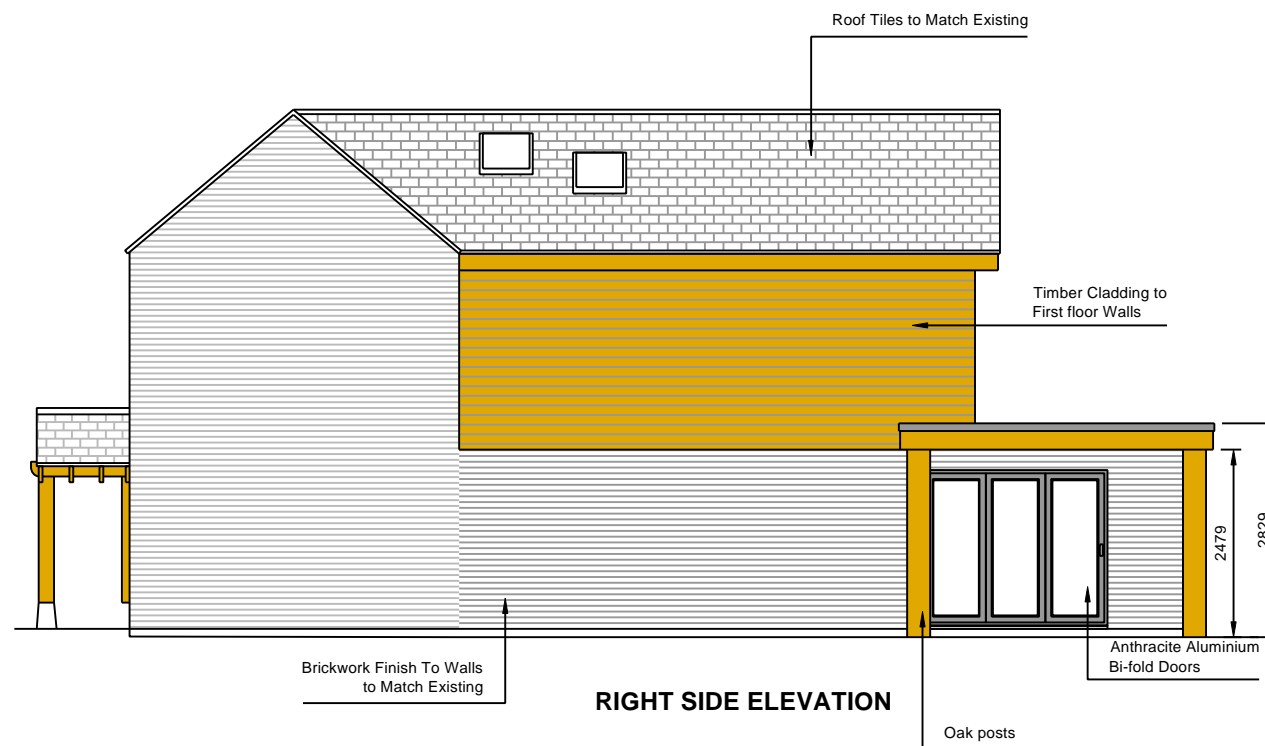 Roof Tiles to Match Existing
Timber Cladding to
First floor Walls
2479
2829
Brickwork Finish To Walls
to Match Existing
RIGHT SIDE ELEVATION
Anthracite Aluminium
Bi-fold Doors
Oak posts